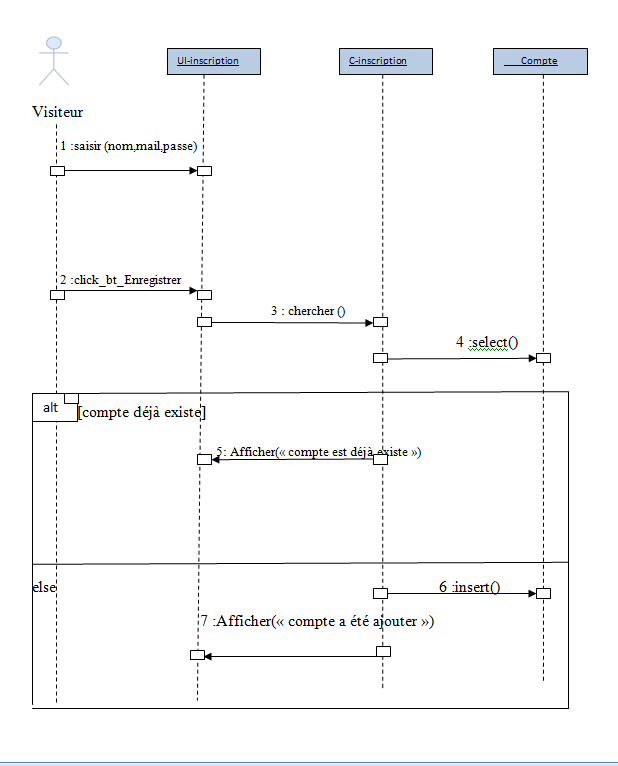 UI-inscription
C-inscription
Compte
Visiteur
1 :saisir (nom,mail,passe)
2 :click_bt_Enregistrer
3 : chercher ()
4 :select()
alt
[compte déjà existe]
5: Afficher(« compte est déjà existe »)
else
6 :insert()
7 :Afficher(« compte a été ajouter »)